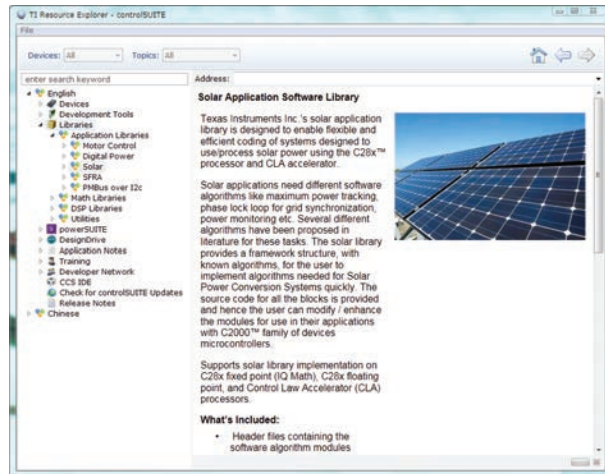 TI Resource Explorer - controlSUITE
File
Devices: All
Topics: All
enter search keyword
Address:
English
Devices
Development Tools
Libraries
Application Libraries
Motor Control
Digital Power
Solar
SFRA
PMBus over I2c
Math Libraries
DSP Libraries
Utilities
powerSUITE
DesignDrive
Application Notes
Training
Developer Network
CCS IDE
Check for controlSUITE Updates
Release Notes
Chinese
Solar Application Software Library
Texas Instruments Inc.'s solar application
library is designed to enable flexible and
efficient coding of systems designed to
use/process solar power using the C28x™
processor and CLA accelerator.
Solar applications need different software
algorithms like maximum power tracking,
phase lock loop for grid synchronization,
power monitoring etc. Several different
algorithms have been proposed in
literature for these tasks. The solar library
provides a framework structure, with
known algorithms, for the user to
implement algorithms needed for Solar
Power Conversion Systems quickly. The
source code for all the blocks is provided
and hence the user can modify / enhance
the modules for use in their applications
with C2000™ family of devices
microcontrollers.
Supports solar library implementation on
C28x fixed point (IQ Math), C28x floating
point, and Control Law Accelerator (CLA)
processors.
What's Included:
• Header files containing the
software algorithm modules